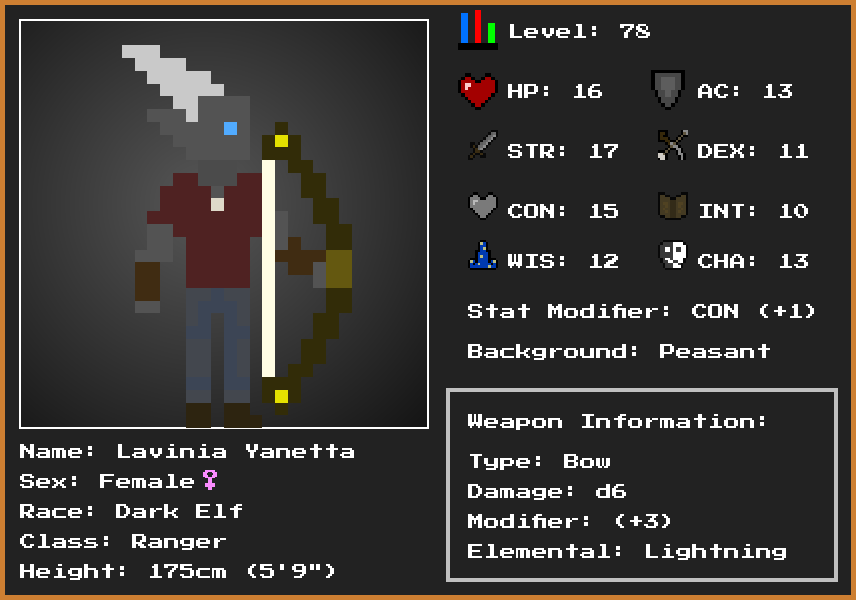 Level: 78
HP: 16 AC: 13
STR: 17 DEX: 11
CON: 15 INT: 10
WIS: 12 CHA: 13
Stat Modifier: CON (+1)
Background: Peasant
Weapon Information:
Type: Bow
Damage: d6
Modifier: (+3)
Elemental: Lightning
Name: Lavinia Yanetta
Sex: Female♀
Race: Dark Elf
Class: Ranger
Height: 175cm (5'9")